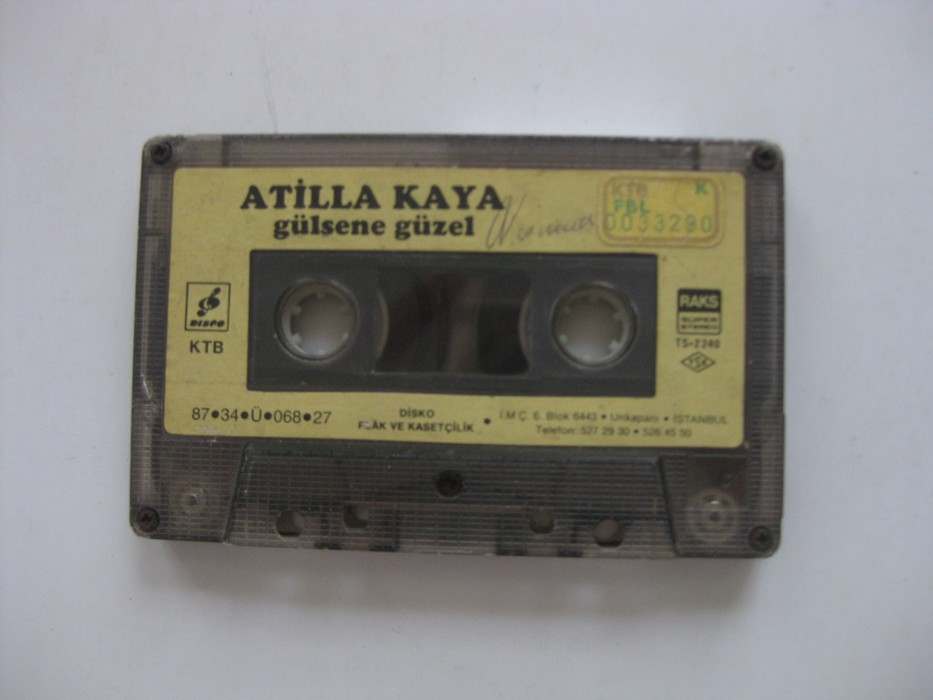 ATİLLA KAYA
gülsene güzel
KTB K
FBL
0033290
DISCO
KTB
RAKS
SUPER
STEREO
TS-2240
TSE
87•34•Ü•068•27
DİSKO
PLAK VE KASETÇİLİK •
İ.M.Ç. 6. Blok 6443 • Unkapanı • İSTANBUL
Telefon: 527 29 30 • 526 45 50